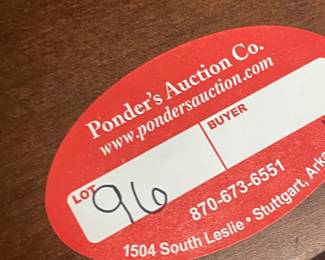 Ponder's Auction Co.
www.pondersauction.com
LOT 96 BUYER
870-673-6551
1504 South Leslie • Stuttgart, Ark